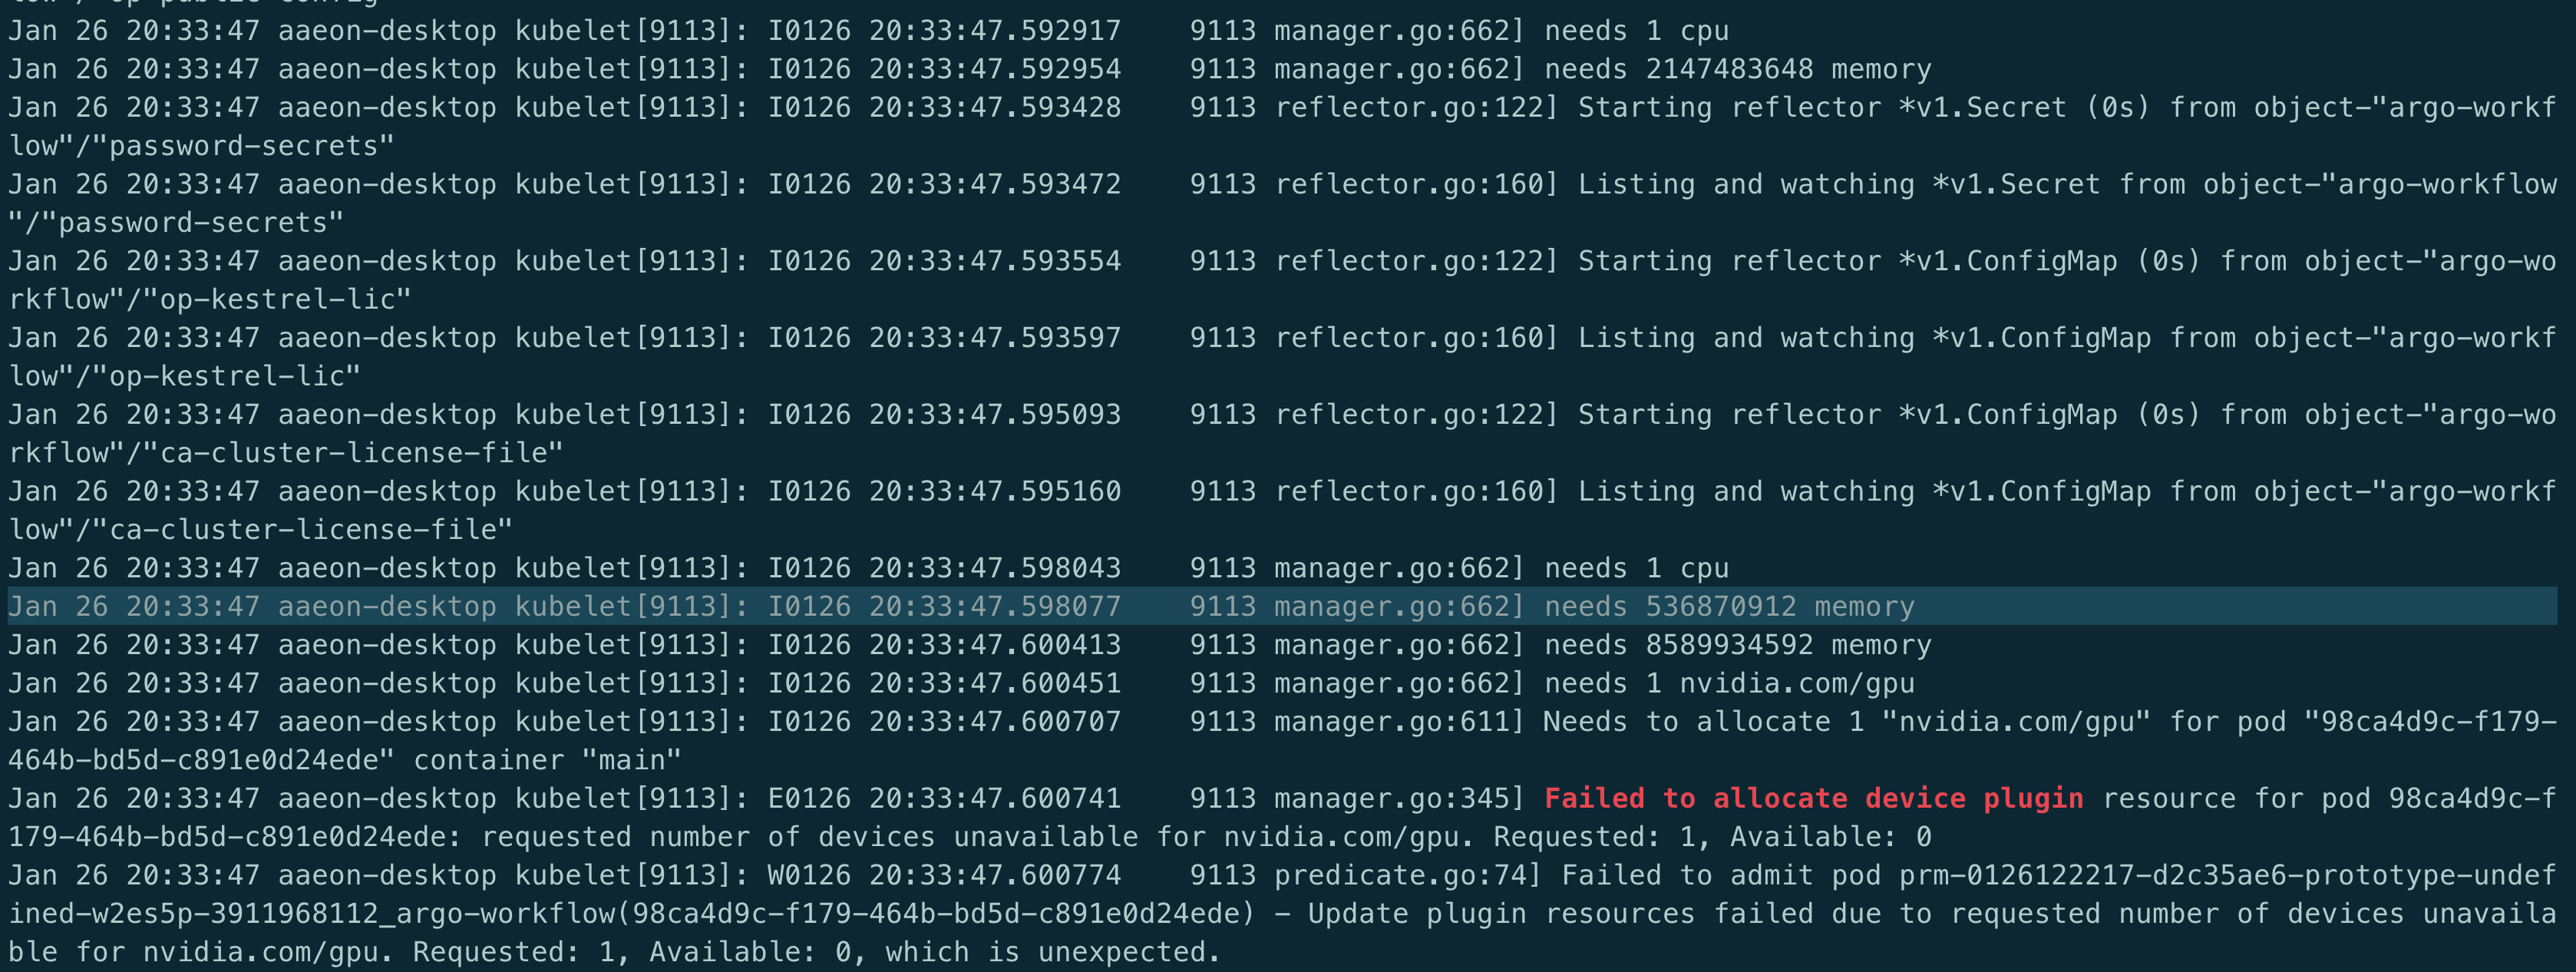 Jan 26 20:33:47 aaeon-desktop kubelet[9113]: I0126 20:33:47.592917    9113 manager.go:662] needs 1 cpu
Jan 26 20:33:47 aaeon-desktop kubelet[9113]: I0126 20:33:47.592954    9113 manager.go:662] needs 2147483648 memory
Jan 26 20:33:47 aaeon-desktop kubelet[9113]: I0126 20:33:47.593428    9113 reflector.go:122] Starting reflector *v1.Secret (0s) from object-"argo-workf
low"/"password-secrets"
Jan 26 20:33:47 aaeon-desktop kubelet[9113]: I0126 20:33:47.593472    9113 reflector.go:160] Listing and watching *v1.Secret from object-"argo-workflow
"/"password-secrets"
Jan 26 20:33:47 aaeon-desktop kubelet[9113]: I0126 20:33:47.593554    9113 reflector.go:122] Starting reflector *v1.ConfigMap (0s) from object-"argo-wo
rkflow"/"op-kestrel-lic"
Jan 26 20:33:47 aaeon-desktop kubelet[9113]: I0126 20:33:47.593597    9113 reflector.go:160] Listing and watching *v1.ConfigMap from object-"argo-workf
low"/"op-kestrel-lic"
Jan 26 20:33:47 aaeon-desktop kubelet[9113]: I0126 20:33:47.595093    9113 reflector.go:122] Starting reflector *v1.ConfigMap (0s) from object-"argo-wo
rkflow"/"ca-cluster-license-file"
Jan 26 20:33:47 aaeon-desktop kubelet[9113]: I0126 20:33:47.595160    9113 reflector.go:160] Listing and watching *v1.ConfigMap from object-"argo-workf
low"/"ca-cluster-license-file"
Jan 26 20:33:47 aaeon-desktop kubelet[9113]: I0126 20:33:47.598043    9113 manager.go:662] needs 1 cpu
Jan 26 20:33:47 aaeon-desktop kubelet[9113]: I0126 20:33:47.598077    9113 manager.go:662] needs 536870912 memory
Jan 26 20:33:47 aaeon-desktop kubelet[9113]: I0126 20:33:47.600413    9113 manager.go:662] needs 8589934592 memory
Jan 26 20:33:47 aaeon-desktop kubelet[9113]: I0126 20:33:47.600451    9113 manager.go:662] needs 1 nvidia.com/gpu
Jan 26 20:33:47 aaeon-desktop kubelet[9113]: I0126 20:33:47.600707    9113 manager.go:611] Needs to allocate 1 "nvidia.com/gpu" for pod "98ca4d9c-f179-
464b-bd5d-c891e0d24ede" container "main"
Jan 26 20:33:47 aaeon-desktop kubelet[9113]: E0126 20:33:47.600741    9113 manager.go:345] Failed to allocate device plugin resource for pod 98ca4d9c-f
179-464b-bd5d-c891e0d24ede: requested number of devices unavailable for nvidia.com/gpu. Requested: 1, Available: 0
Jan 26 20:33:47 aaeon-desktop kubelet[9113]: W0126 20:33:47.600774    9113 predicate.go:74] Failed to admit pod prm-0126122217-d2c35ae6-prototype-undef
ined-w2es5p-3911968112_argo-workflow(98ca4d9c-f179-464b-bd5d-c891e0d24ede) - Update plugin resources failed due to requested number of devices unavaila
ble for nvidia.com/gpu. Requested: 1, Available: 0, which is unexpected.